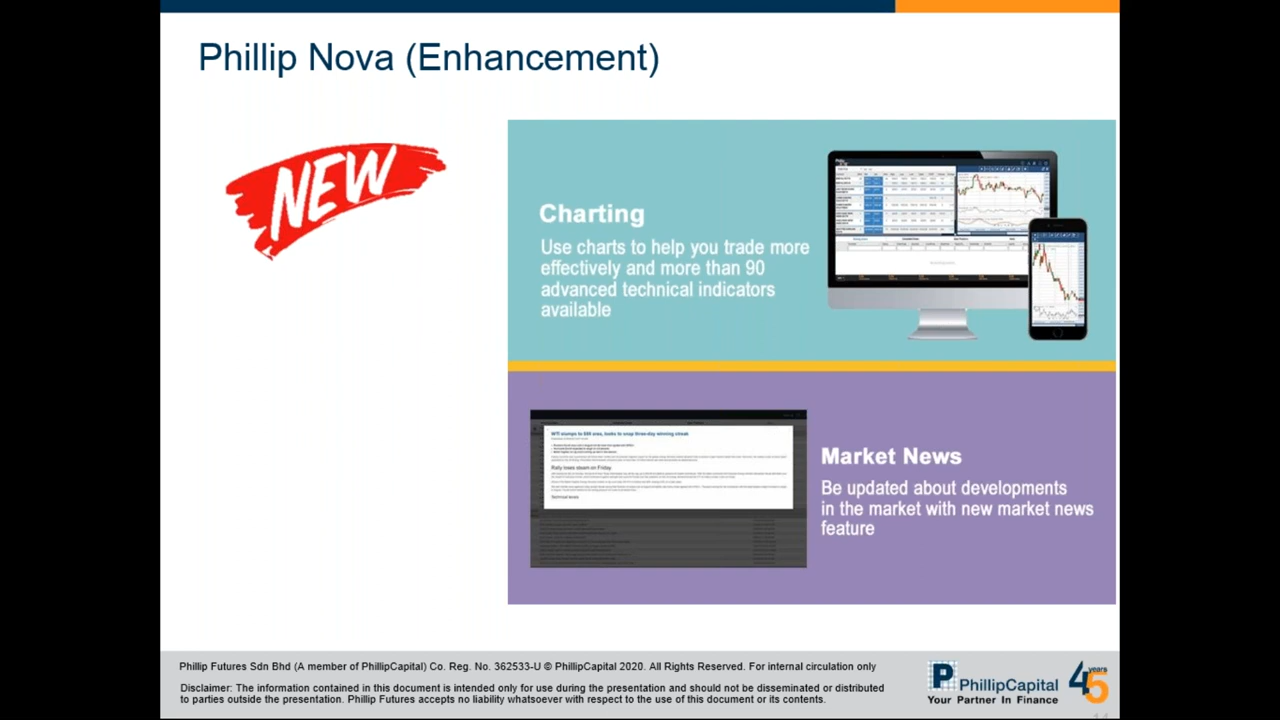 Phillip Nova (Enhancement)
NEW
Charting
Use charts to help you trade more
effectively and more than 90
advanced technical indicators
available
Rally loses steam on Friday
Market News
Be updated about developments
in the market with new market news
feature
Phillip Futures Sdn Bhd (A member of PhillipCapital) Co. Reg. No. 362533-U © PhillipCapital 2020. All Rights Reserved. For internal circulation only
Disclaimer: The information contained in this document is intended only for use during the presentation and should not be disseminated or distributed
to parties outside the presentation. Phillip Futures accepts no liability whatsoever with respect to the use of this document or its contents.
P PhillipCapital
Your Partner In Finance
45 years